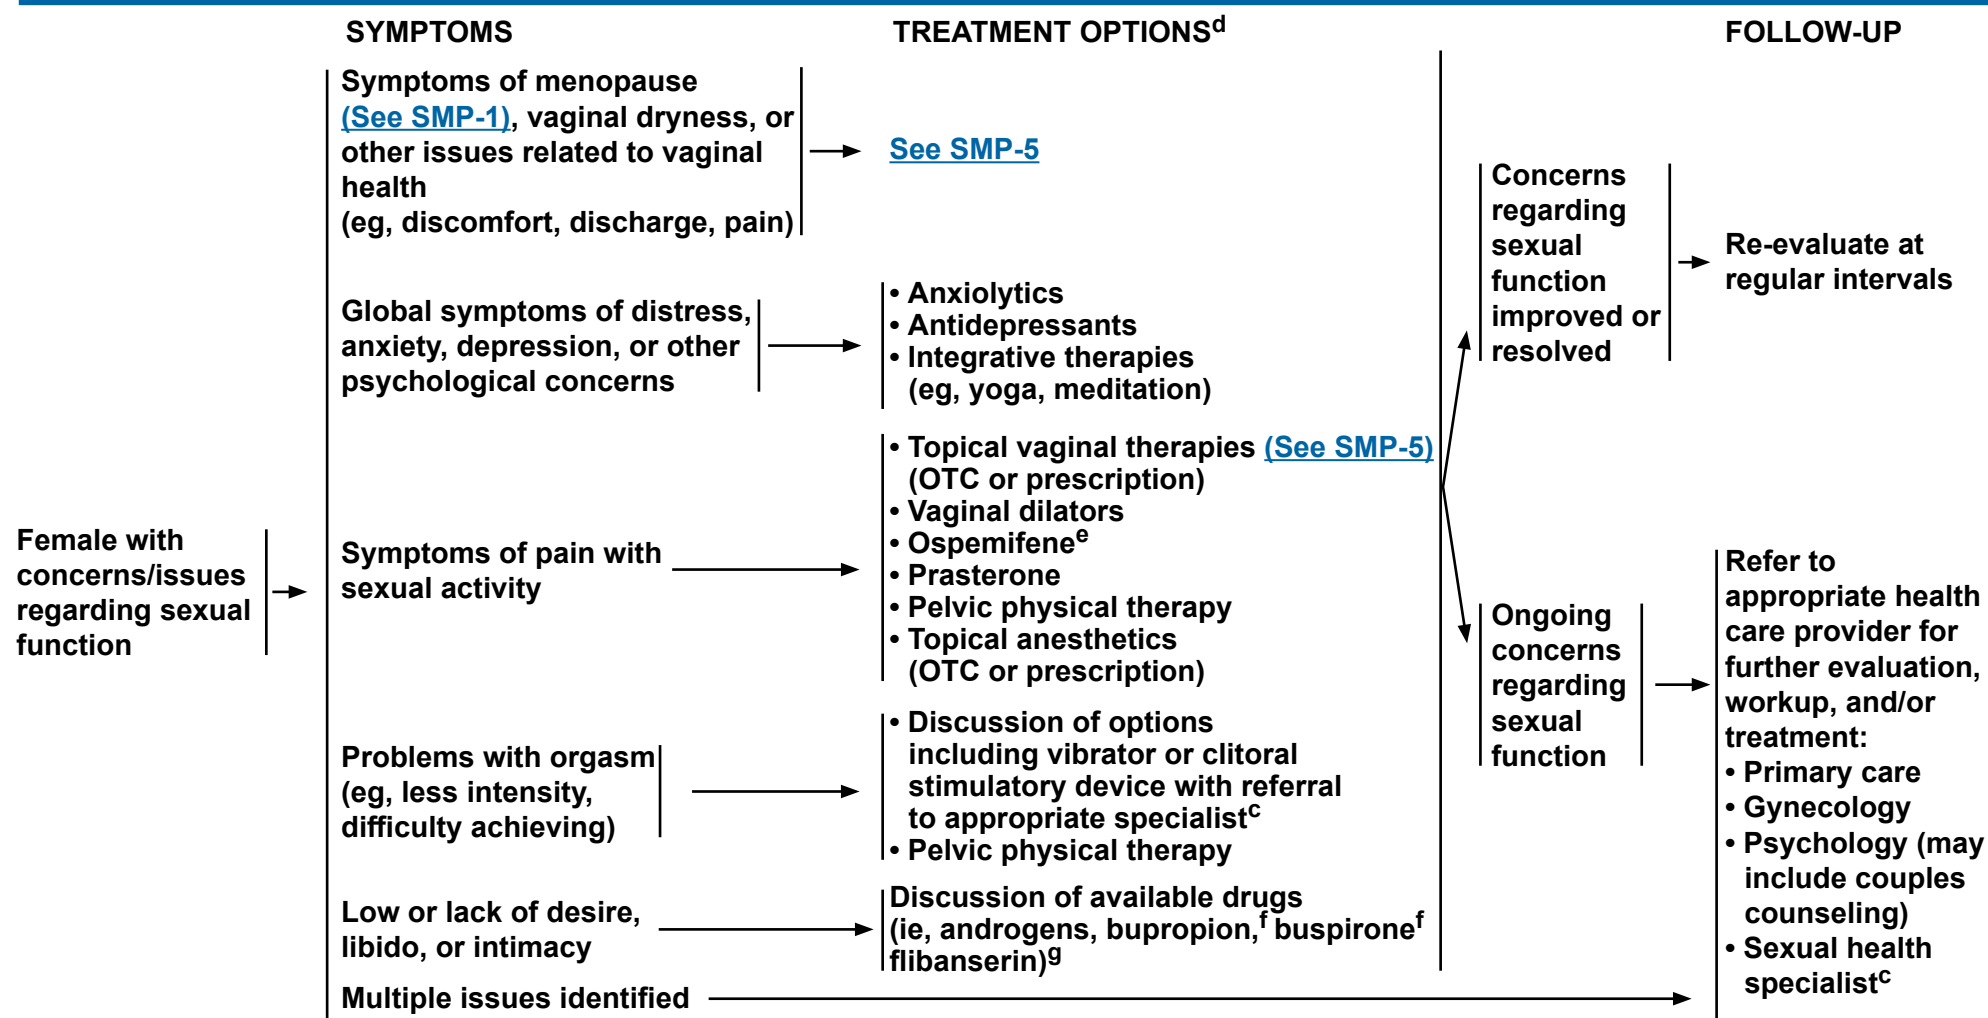 SYMPTOMS
TREATMENT OPTIONSd
FOLLOW-UP
Female with
concerns/issues
regarding sexual
function
Symptoms of menopause
(See SMP-1), vaginal dryness, or
other issues related to vaginal
health
(eg, discomfort, discharge, pain)
See SMP-5
Global symptoms of distress,
anxiety, depression, or other
psychological concerns
• Anxiolytics
• Antidepressants
• Integrative therapies
(eg, yoga, meditation)
Symptoms of pain with
sexual activity
• Topical vaginal therapies (See SMP-5)
(OTC or prescription)
• Vaginal dilators
• Ospemifenee
• Prasterone
• Pelvic physical therapy
• Topical anesthetics
(OTC or prescription)
Problems with orgasm
(eg, less intensity,
difficulty achieving)
• Discussion of options
including vibrator or clitoral
stimulatory device with referral
to appropriate specialistc
• Pelvic physical therapy
Low or lack of desire,
libido, or intimacy
Discussion of available drugs
(ie, androgens, bupropion,f buspironef
flibanserin)g
Multiple issues identified
Concerns
regarding
sexual
function
improved or
resolved
Re-evaluate at
regular intervals
Ongoing
concerns
regarding
sexual
function
Refer to
appropriate health
care provider for
further evaluation,
workup, and/or
treatment:
• Primary care
• Gynecology
• Psychology (may
include couples
counseling)
• Sexual health
specialistc